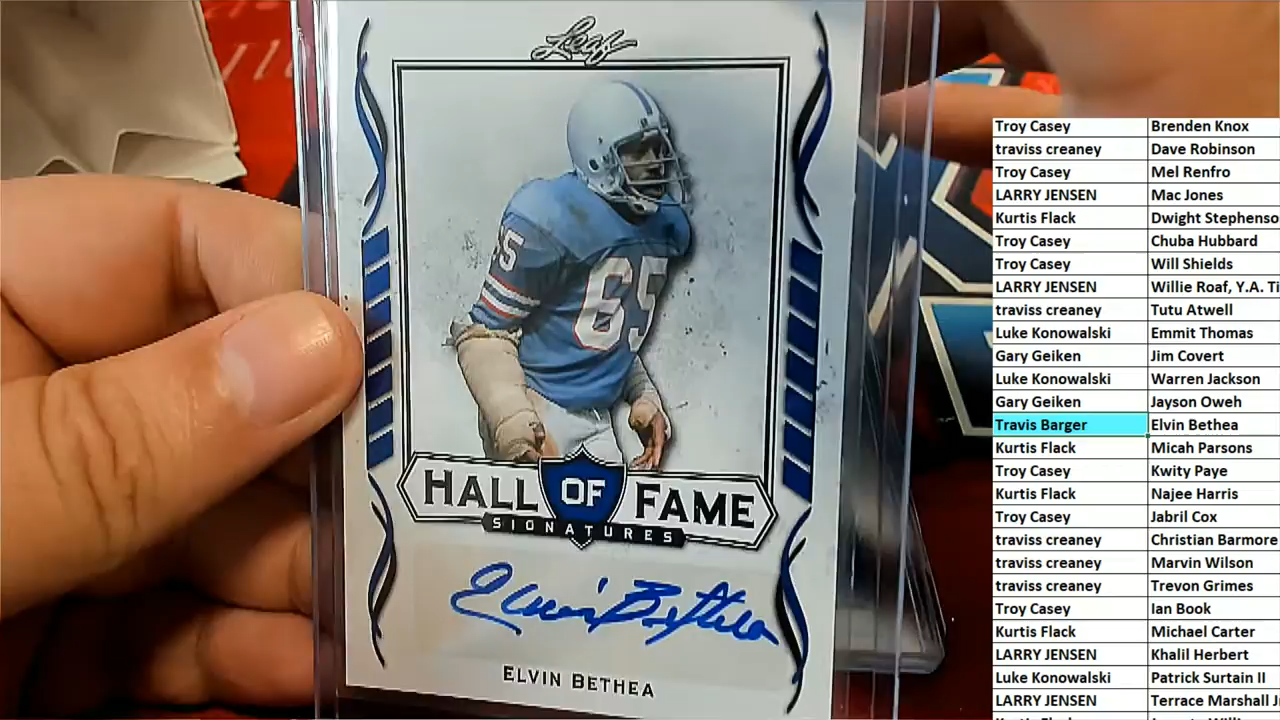 Leaf
65
65
HALL OF FAME
SIGNATURES
Elvin Bethea
ELVIN BETHEA
Troy Casey Brenden Knox
traviss creaney Dave Robinson
Troy Casey Mel Renfro
LARRY JENSEN Mac Jones
Kurtis Flack Dwight Stephenso
Troy Casey Chuba Hubbard
Troy Casey Will Shields
LARRY JENSEN Willie Roaf, Y.A. Ti
traviss creaney Tutu Atwell
Luke Konowalski Emmit Thomas
Gary Geiken Jim Covert
Luke Konowalski Warren Jackson
Gary Geiken Jayson Oweh
Travis Barger Elvin Bethea
Kurtis Flack Micah Parsons
Troy Casey Kwity Paye
Kurtis Flack Najee Harris
Troy Casey Jabril Cox
traviss creaney Christian Barmore
traviss creaney Marvin Wilson
traviss creaney Trevon Grimes
Troy Casey Ian Book
Kurtis Flack Michael Carter
LARRY JENSEN Khalil Herbert
Luke Konowalski Patrick Surtain II
LARRY JENSEN Terrace Marshall J